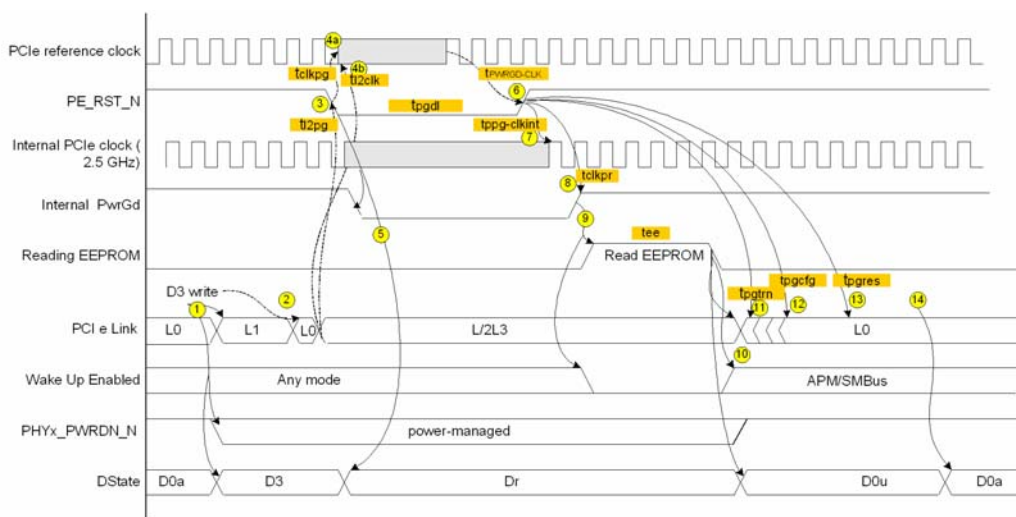 PCIe reference clock
4a
tclkpg
4b
tl2clk
tPWRGD-CLK
PE_RST_N
3
tpgdl
6
tl2pg
tppg-clkint
7
Internal PCIe clock (
2.5 GHz)
8
tclkpr
Internal PwrGd
9
5
tee
Reading EEPROM
Read EEPROM
D3 write
2
tpgtrn
tpgcfg
tpgres
1
11
12
13
14
PCI e Link
L0
L1
L0
L/2L3
L0
10
Wake Up Enabled
Any mode
APM/SMBus
PHYx_PWRDN_N
power-managed
DState
D0a
D3
Dr
D0u
D0a